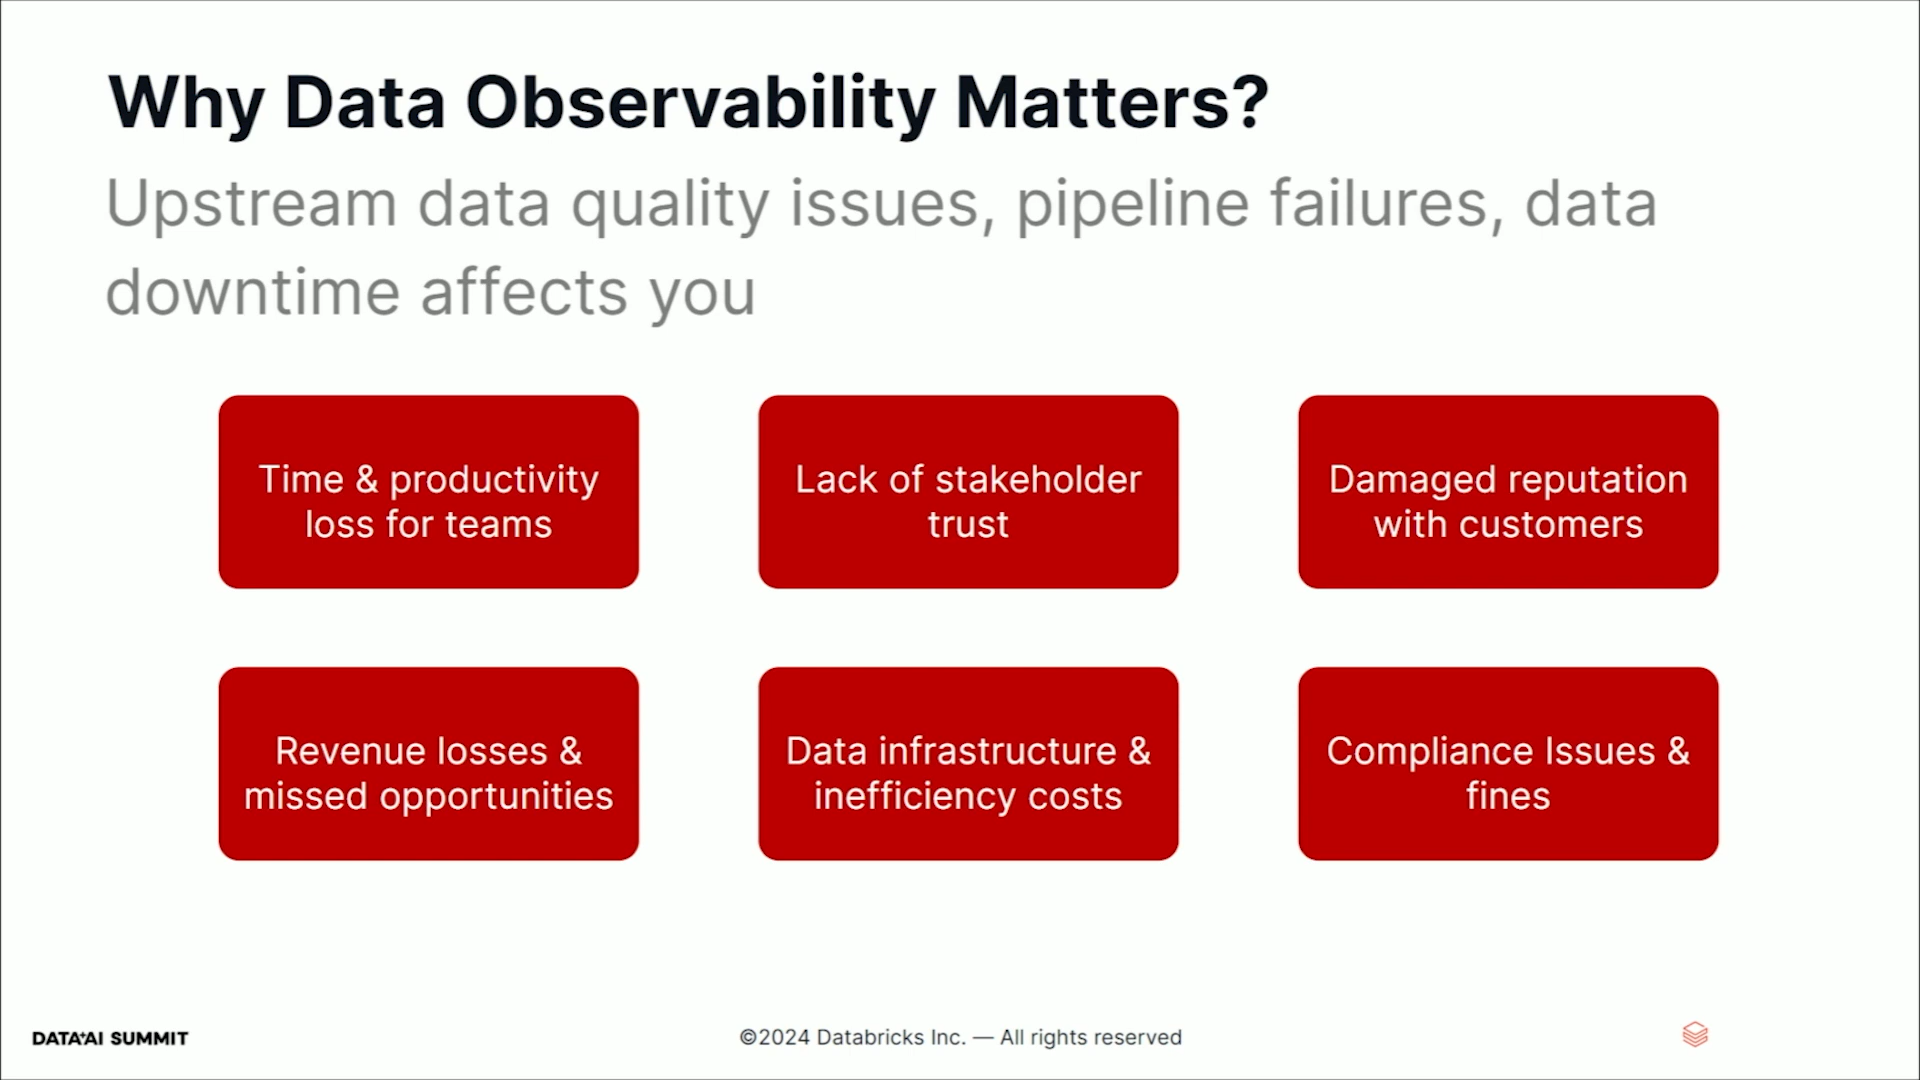 Why Data Observability Matters?
Upstream data quality issues, pipeline failures, data
downtime affects you
Time & productivity
loss for teams
Lack of stakeholder
trust
Damaged reputation
with customers
Revenue losses &
missed opportunities
Data infrastructure &
inefficiency costs
Compliance Issues &
fines
DATA+AI SUMMIT
©2024 Databricks Inc. — All rights reserved